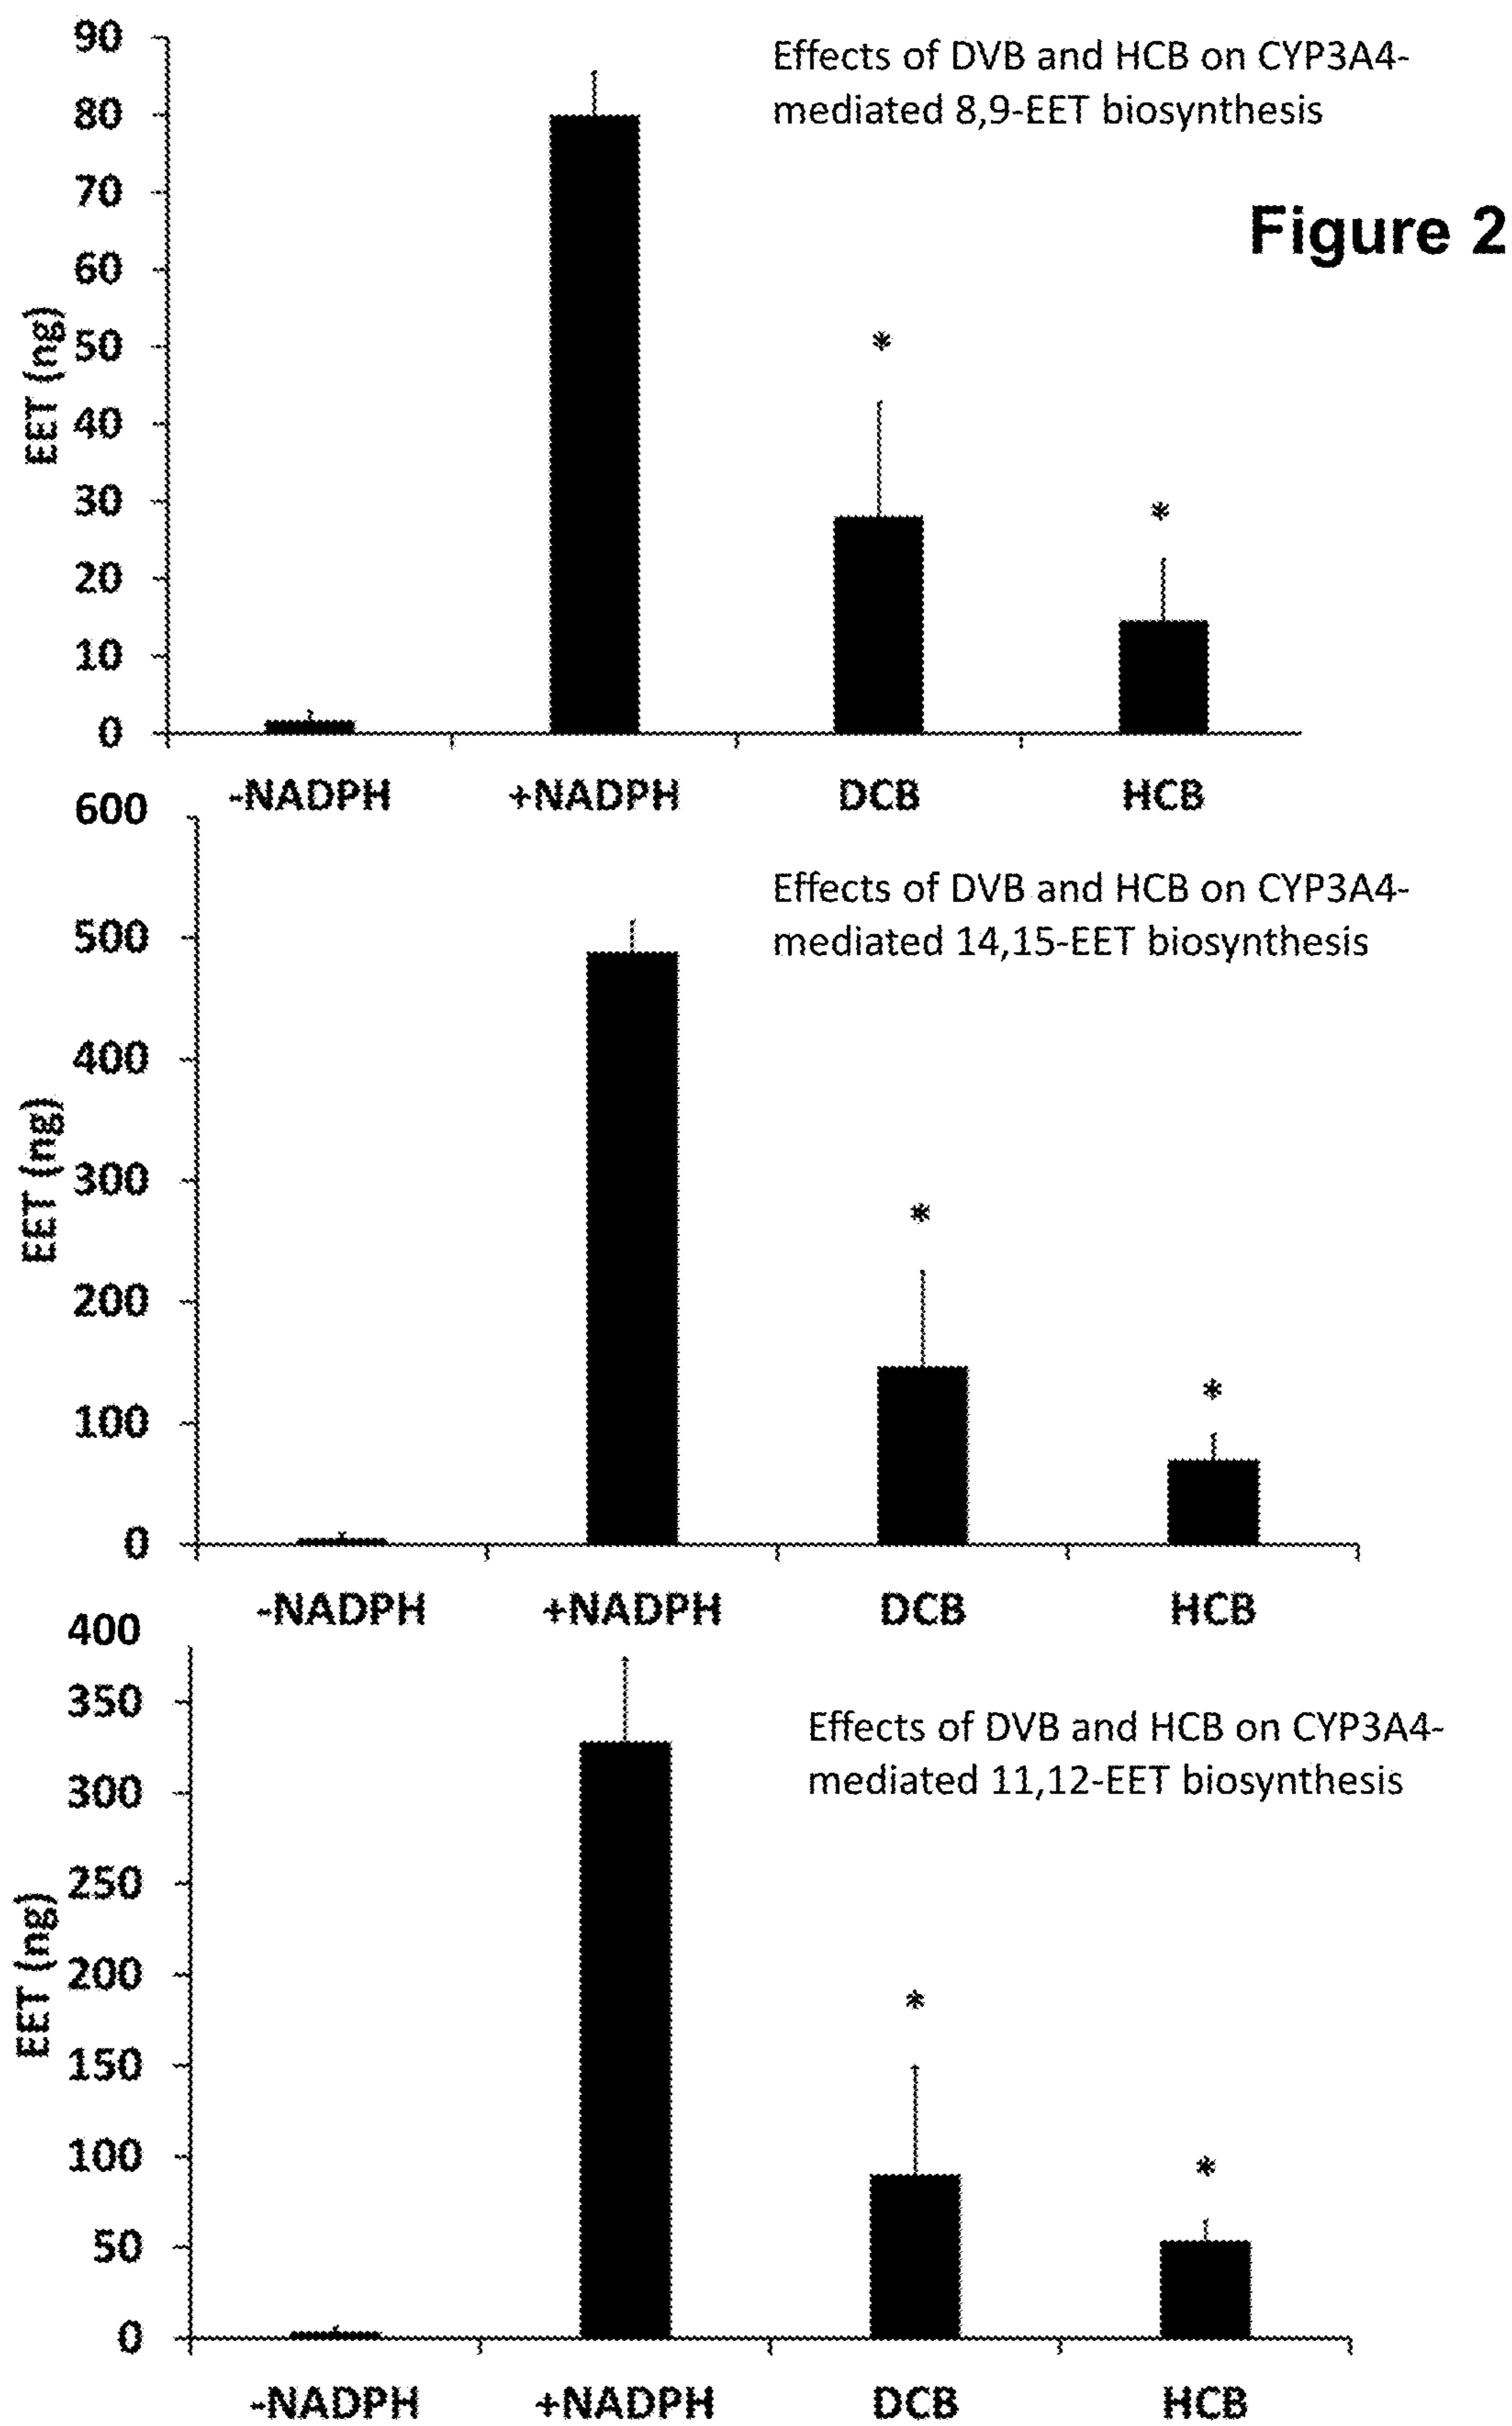 Effects of DVB and HCB on CYP3A4-
mediated 8,9-EET biosynthesis
Figure 2
EET (ng)
90
80
70
60
50
40
30
20
10
0
-NADPH +NADPH DCB HCB
Effects of DVB and HCB on CYP3A4-
mediated 14,15-EET biosynthesis
EET (ng)
600
500
400
300
200
100
0
-NADPH +NADPH DCB HCB
Effects of DVB and HCB on CYP3A4-
mediated 11,12-EET biosynthesis
EET (ng)
400
350
300
250
200
150
100
50
0
-NADPH +NADPH DCB HCB